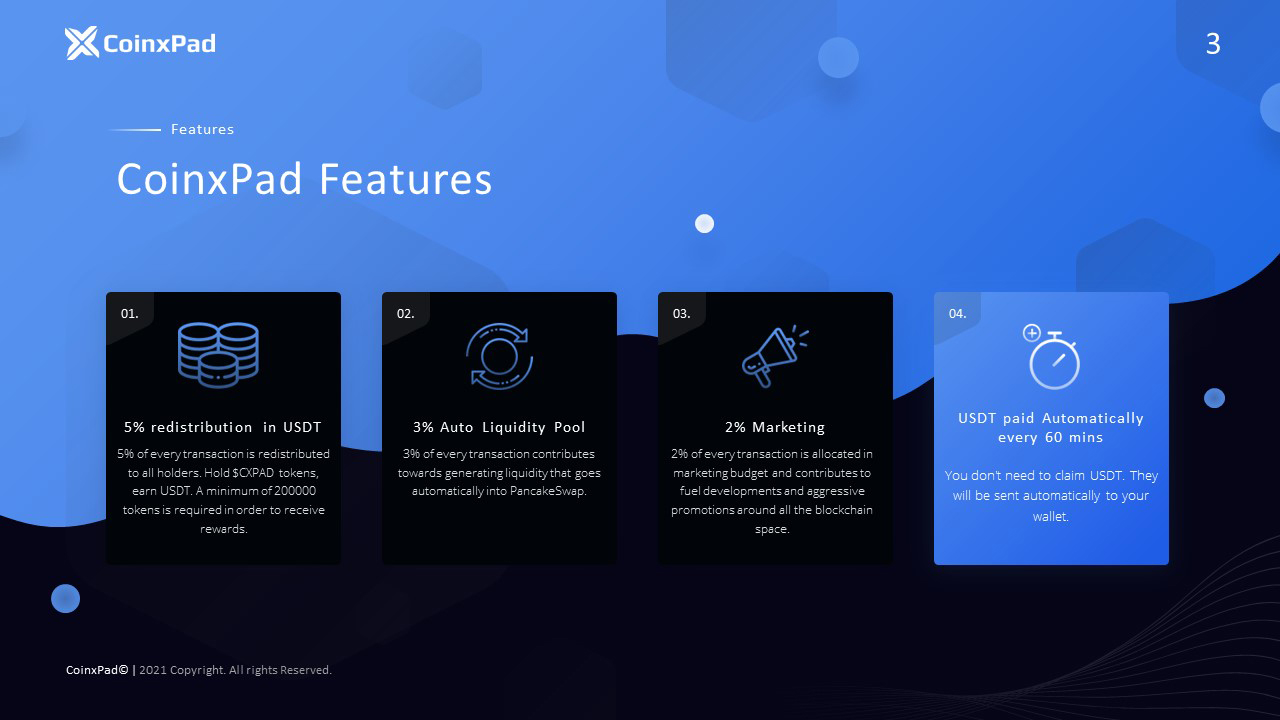 CoinxPad
3
Features
CoinxPad Features
01.
5% redistribution in USDT
5% of every transaction is redistributed
to all holders. Hold $CXPAD tokens,
earn USDT. A minimum of 200000
tokens is required in order to receive
rewards.
02.
3% Auto Liquidity Pool
3% of every transaction contributes
towards generating liquidity that goes
automatically into PancakeSwap.
03.
2% Marketing
2% of every transaction is allocated in
marketing budget and contributes to
fuel developments and aggressive
promotions around all the blockchain
space.
04.
USDT paid Automatically
every 60 mins
You don't need to claim USDT. They
will be sent automatically to your
wallet.
CoinxPad© | 2021 Copyright. All rights Reserved.